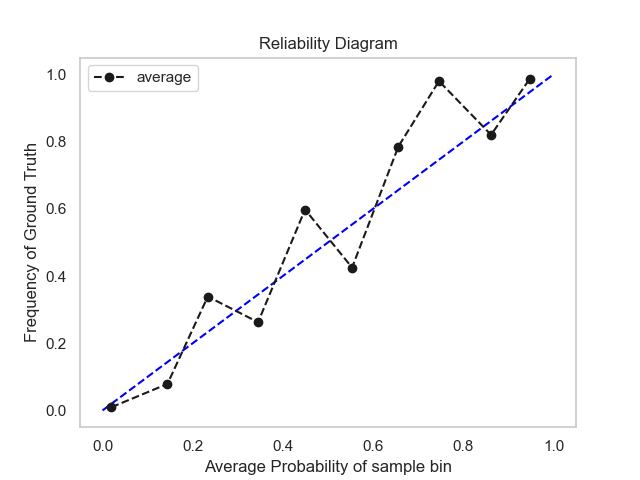 Reliability Diagram
average
Frequency of Ground Truth
1.0
0.8
0.6
0.4
0.2
0.0
0.0 0.2 0.4 0.6 0.8 1.0
Average Probability of sample bin